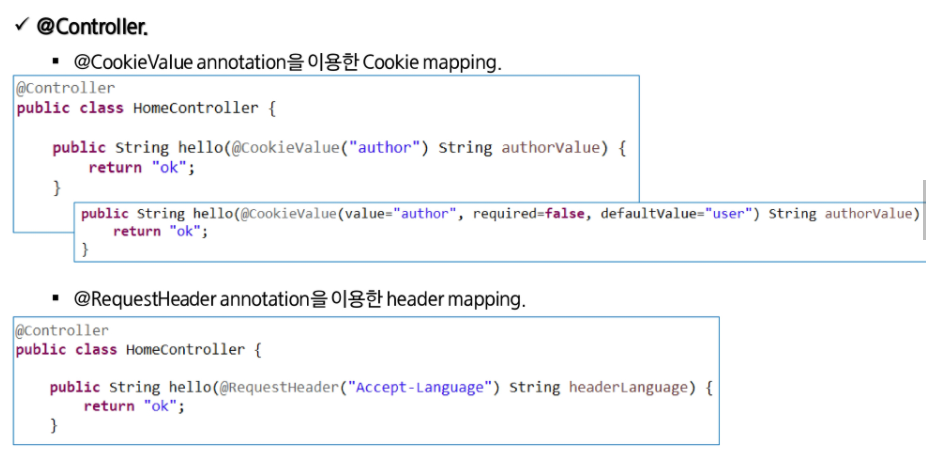 ✓ @Controller.
▪ @CookieValue annotation을 이용한 Cookie mapping.
@Controller
public class HomeController {
public String hello(@CookieValue("author") String authorValue) {
return "ok";
}
public String hello(@CookieValue(value="author", required=false, defaultValue="user") String authorValue)
return "ok";
}
▪ @RequestHeader annotation을 이용한 header mapping.
@Controller
public class HomeController {
public String hello(@RequestHeader("Accept-Language") String headerLanguage) {
return "ok";
}